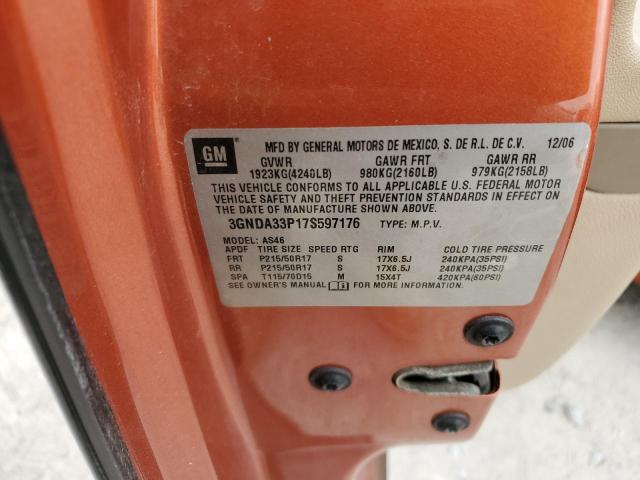 GM
MFD BY GENERAL MOTORS DE MEXICO, S. DE R.L. DE C.V. 12/06
GVWR GAWR FRT GAWR RR
1923KG(4240LB) 980KG(2160LB) 979KG(2158LB)
THIS VEHICLE CONFORMS TO ALL APPLICABLE U.S. FEDERAL MOTOR
VEHICLE SAFETY AND THEFT PREVENTION STANDARDS IN EFFECT ON
THE DATE OF MANUFACTURE SHOWN ABOVE.
3GNDA33P17S597176 TYPE: M.P.V.
MODEL: AS46
APDF TIRE SIZE SPEED RTG RIM COLD TIRE PRESSURE
FRT P215/50R17 S 17X6.5J 240KPA(35PSI)
RR P215/50R17 S 17X6.5J 240KPA(35PSI)
SPA T115/70D15 M 15X4T 420KPA(60PSI)
SEE OWNER'S MANUAL FOR MORE INFORMATION.